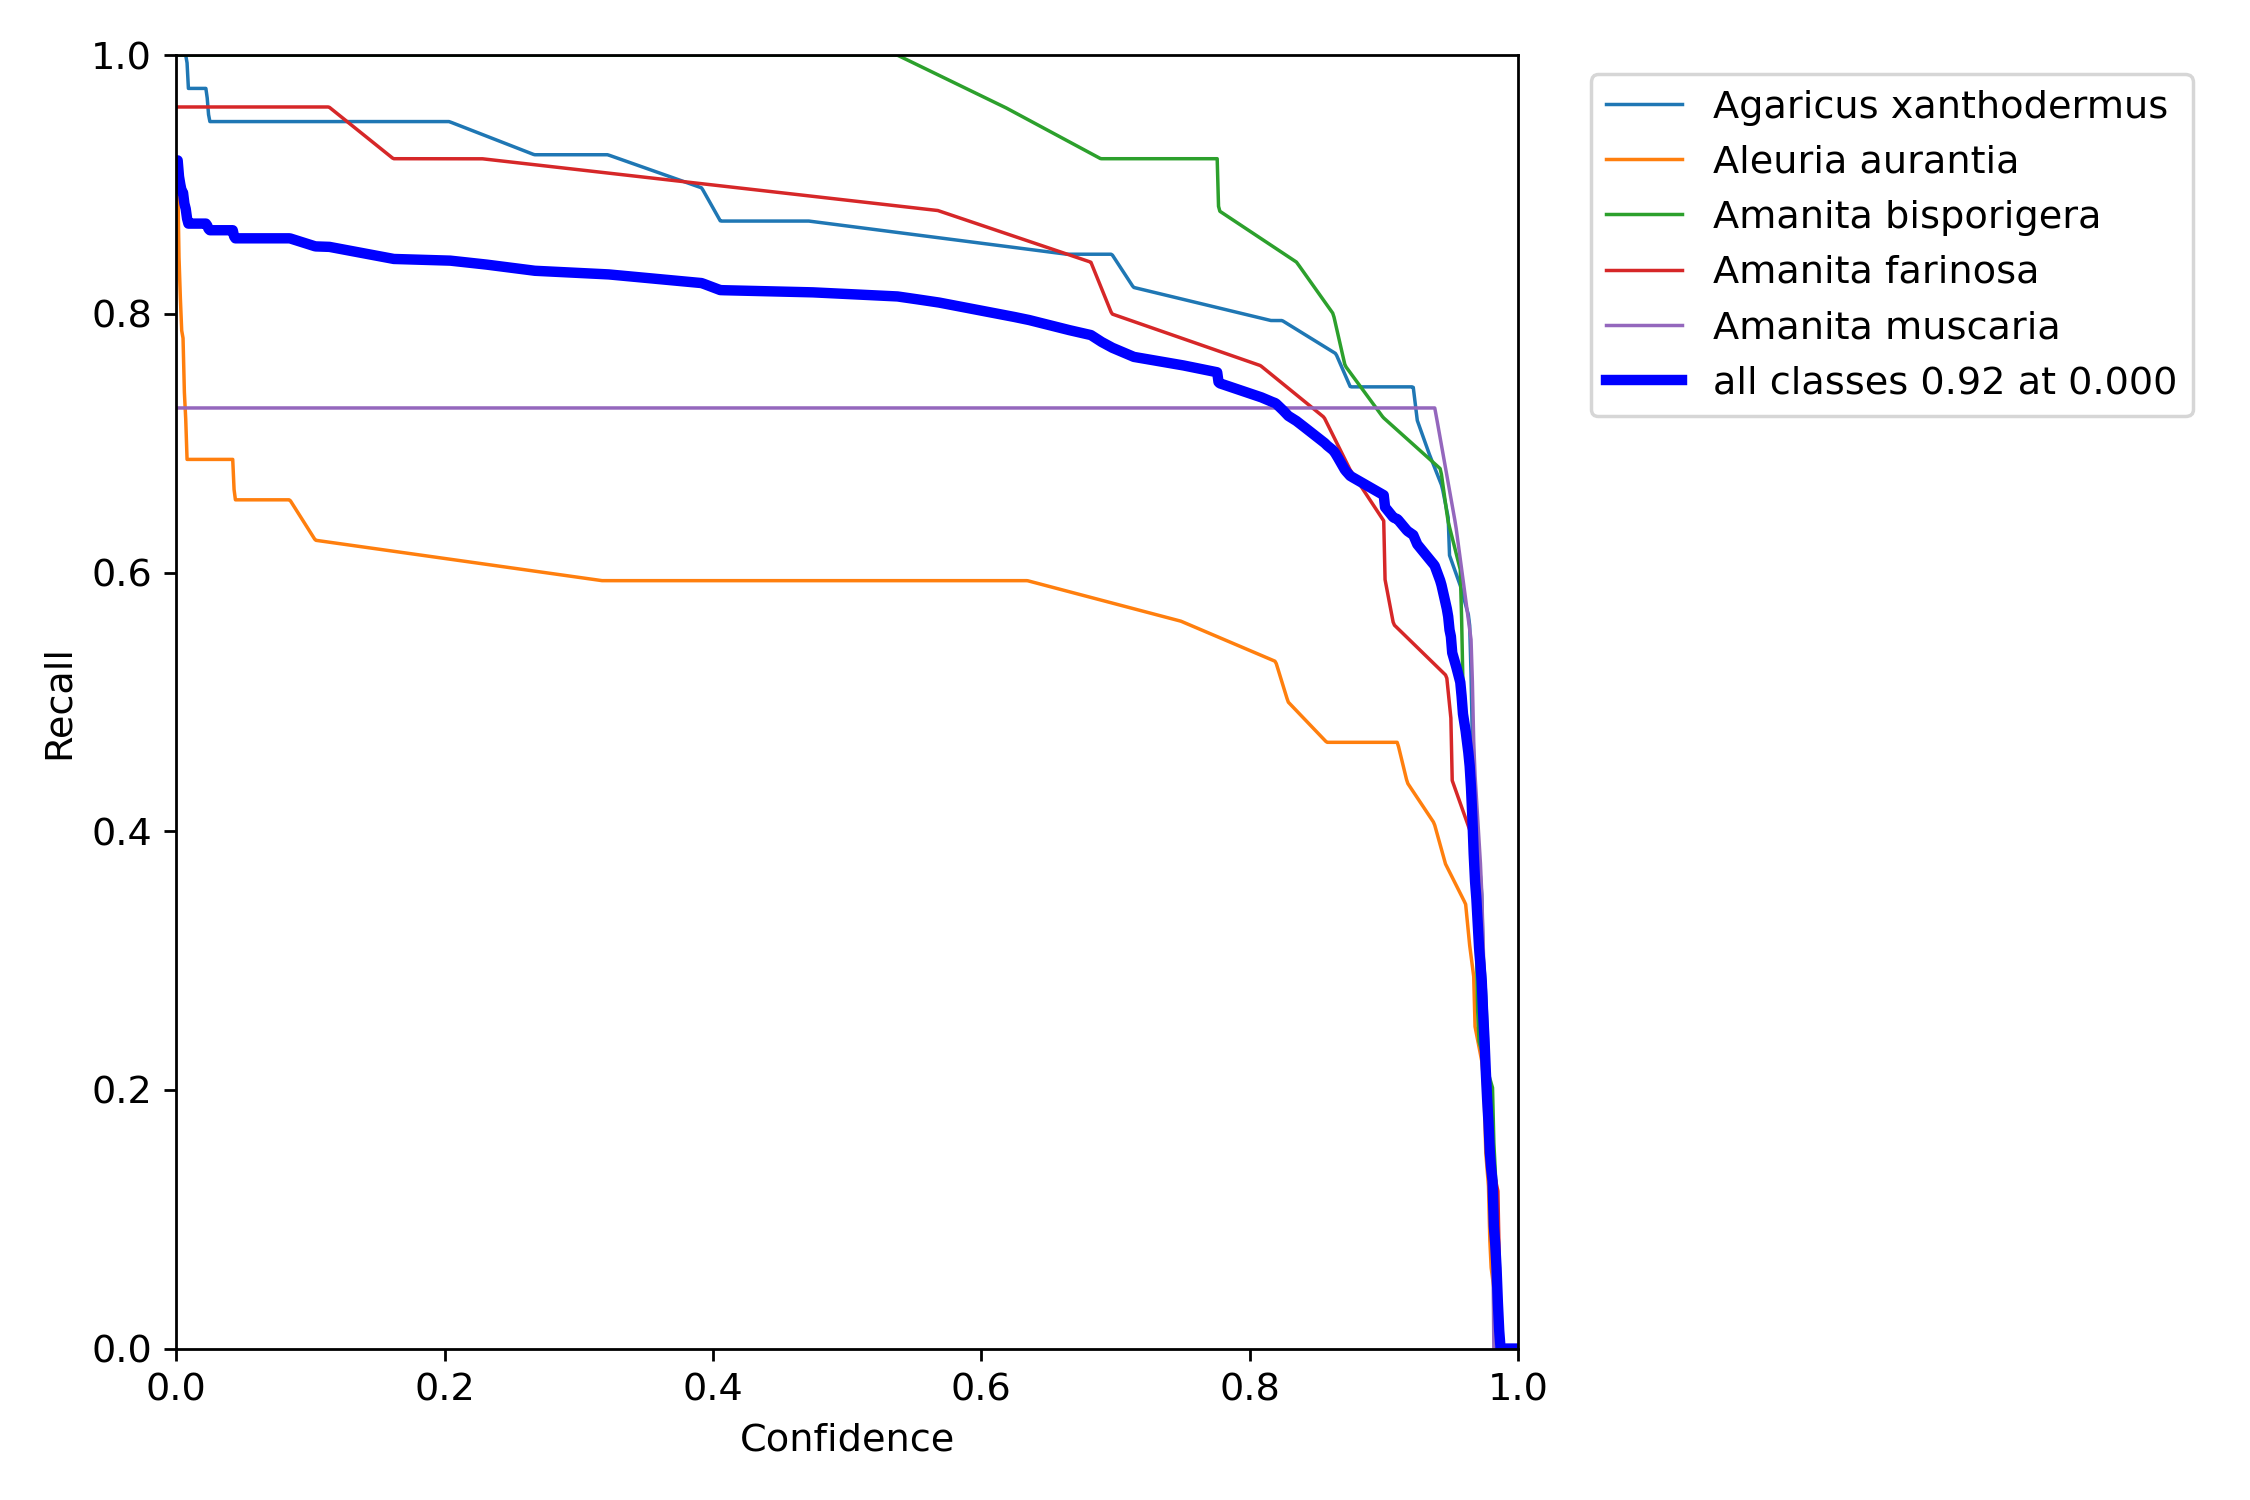 1.0
0.8
0.6
0.4
0.2
0.0
Recall
0.0 0.2 0.4 0.6 0.8 1.0
Confidence
Agaricus xanthodermus
Aleuria aurantia
Amanita bisporigera
Amanita farinosa
Amanita muscaria
all classes 0.92 at 0.000